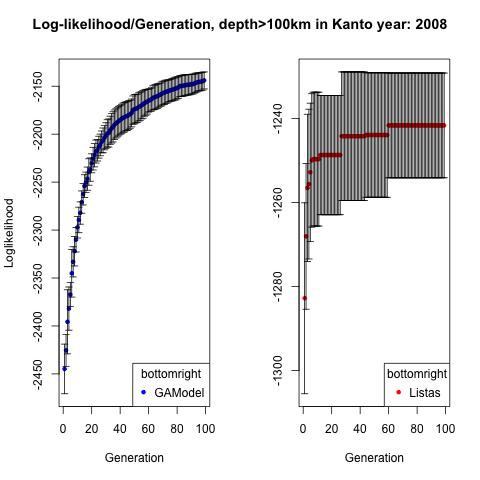 Log-likelihood/Generation, depth>100km in Kanto year: 2008
Loglikelihood
-2150
-2200
-2250
-2300
-2350
-2400
-2450
bottomright
GAModel
0 20 40 60 80 100
Generation
-1240
-1260
-1280
-1300
bottomright
Listas
0 20 40 60 80 100
Generation